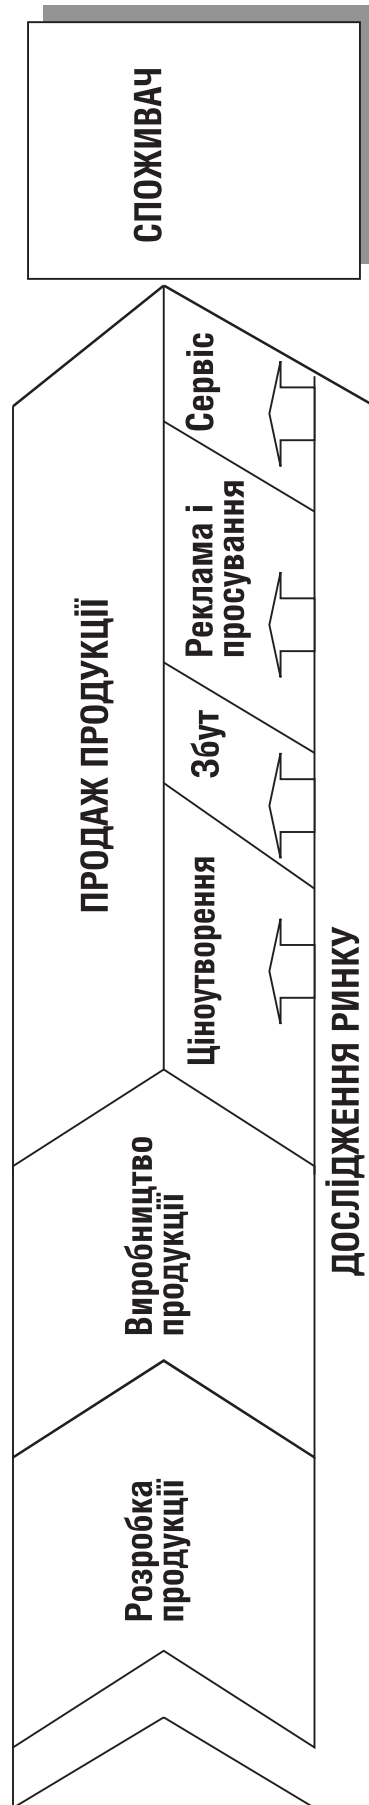 Розробка
продукції
Виробництво
продукції
ПРОДАЖ ПРОДУКЦІЇ
Ціноутворення
Збут
Реклама і
просування
Сервіс
ДОСЛІДЖЕННЯ РИНКУ
СПОЖИВАЧ